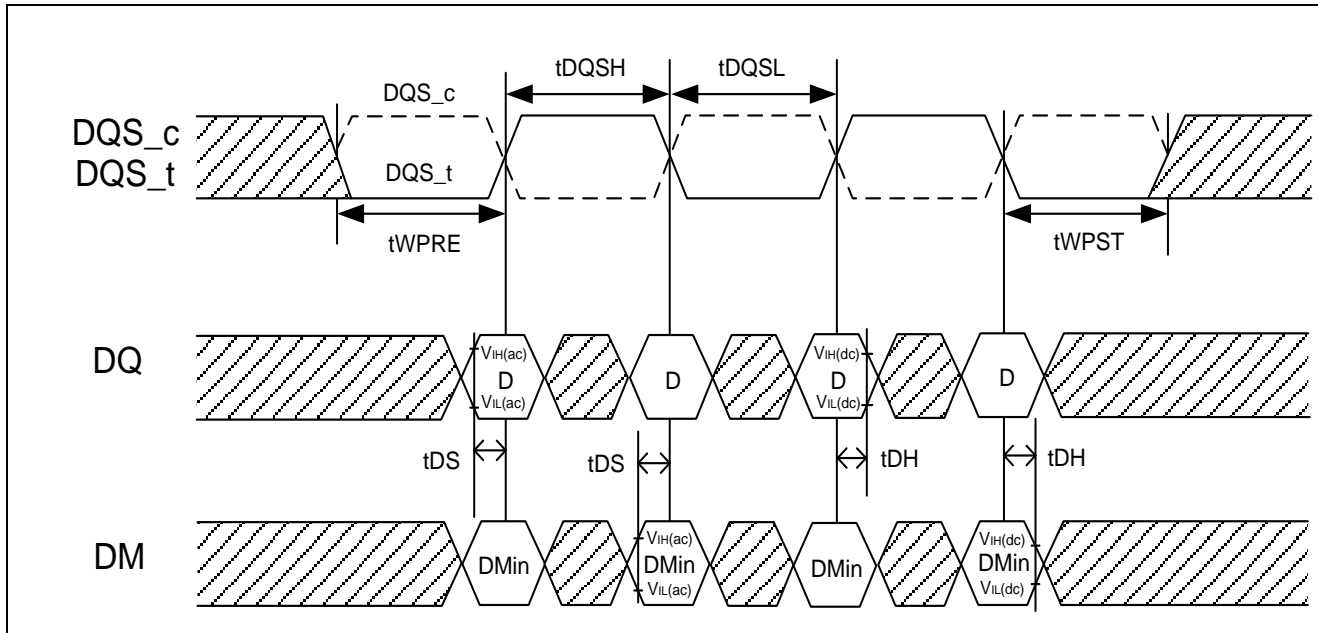 tDQSH
tDQSL
DQS_c
DQS_c
DQS_t
DQS_t
tWPRE
tWPST
DQ
VIH(ac)
D
VIL(ac)
D
VIH(dc)
D
VIL(dc)
D
tDS
tDS
tDH
tDH
DM
DMin
VIH(ac)
DMin
VIL(ac)
DMin
VIH(dc)
DMin
VIL(dc)